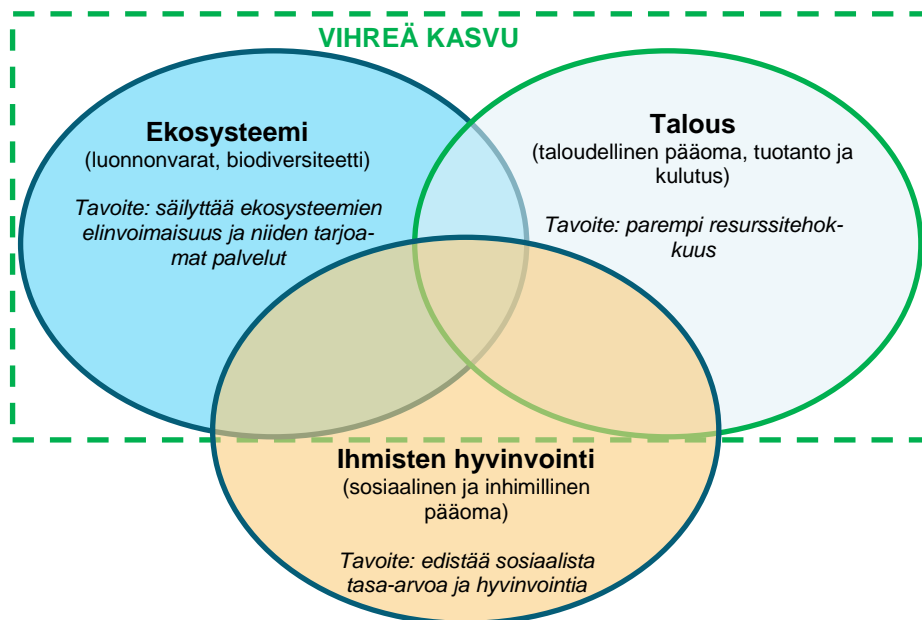 VIHREÄ KASVU
Ekosysteemi
(luonnonvarat, biodiversiteetti)
Tavoite: säilyttää ekosysteemien
elinvoimaisuus ja niiden tarjoa-
mat palvelut
Talous
(taloudellinen pääoma, tuotanto ja
kulutus)
Tavoite: parempi resurssitehok-
kuus
Ihmisten hyvinvointi
(sosiaalinen ja inhimillinen
pääoma)
Tavoite: edistää sosiaalista
tasa-arvoa ja hyvinvointia